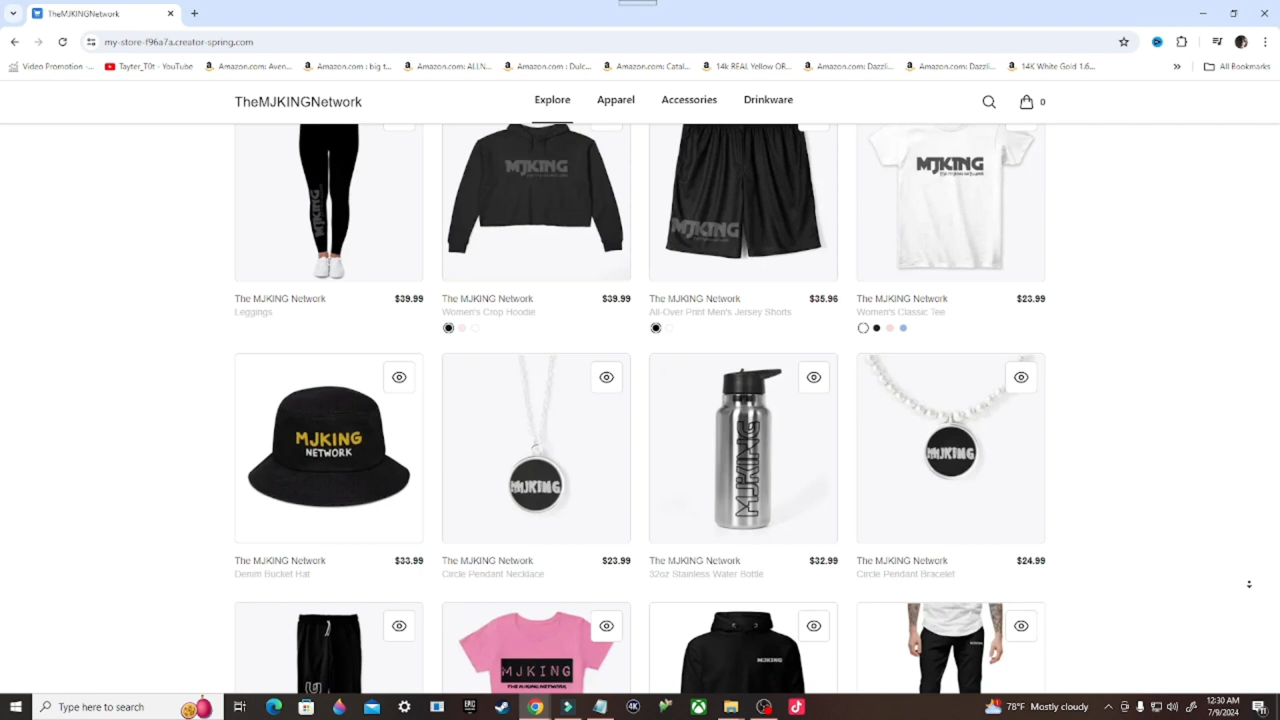 TheMJKINGNetwork
my-store-f96a7a.creator-spring.com
Video Promotion -...
Tayter_T0t - YouTube
Amazon.com: Aven...
Amazon.com : big t...
Amazon.com: ALLN...
Amazon.com : Dulc...
Amazon.com: Catal...
14k REAL Yellow OR...
Amazon.com: Dazzli...
Amazon.com: Dazzli...
14K White Gold 1.6...
All Bookmarks
TheMJKINGNetwork
Explore
Apparel
Accessories
Drinkware
0
MJKING
MJKING
MJKING
MJKING
The MJKING Network $39.99
Leggings
The MJKING Network $39.99
Women's Crop Hoodie
The MJKING Network $35.96
All-Over Print Men's Jersey Shorts
The MJKING Network $23.99
Women's Classic Tee
MJKING
NETWORK
MJKING
MJKING
MJKING
The MJKING Network $33.99
Denim Bucket Hat
The MJKING Network $23.99
Circle Pendant Necklace
The MJKING Network $32.99
32oz Stainless Water Bottle
The MJKING Network $24.99
Circle Pendant Bracelet
MJKING
THE MJKING NETWORK
MJKING
Type here to search
EPIC
4K
78°F Mostly cloudy
12:30 AM
7/9/2024